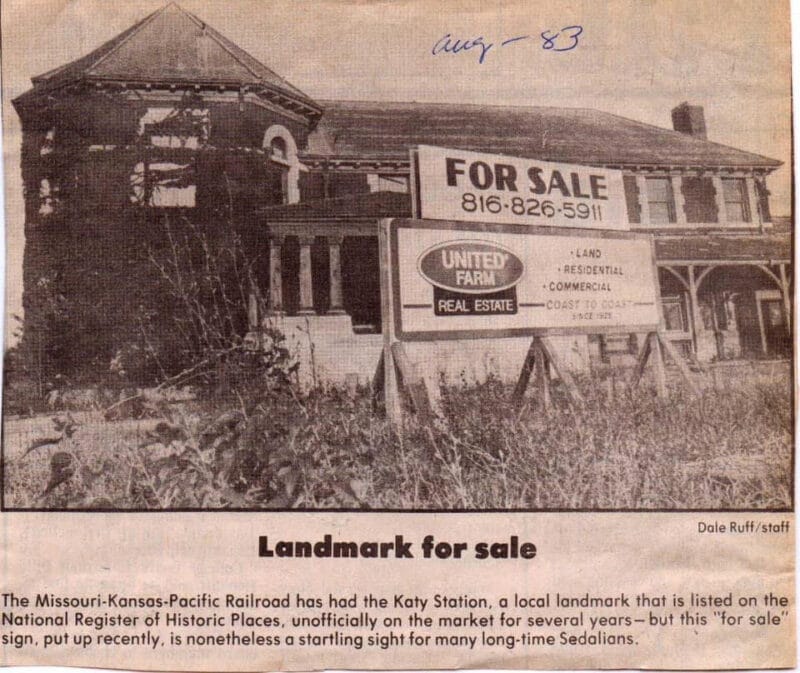 aug - 83
FOR SALE
816-826-5911
UNITED
FARM
REAL ESTATE
• LAND
• RESIDENTIAL
• COMMERCIAL
COAST TO COAST
SINCE 1925
Dale Ruff/staff
Landmark for sale
The Missouri-Kansas-Pacific Railroad has had the Katy Station, a local landmark that is listed on the
National Register of Historic Places, unofficially on the market for several years—but this "for sale"
sign, put up recently, is nonetheless a startling sight for many long-time Sedalians.